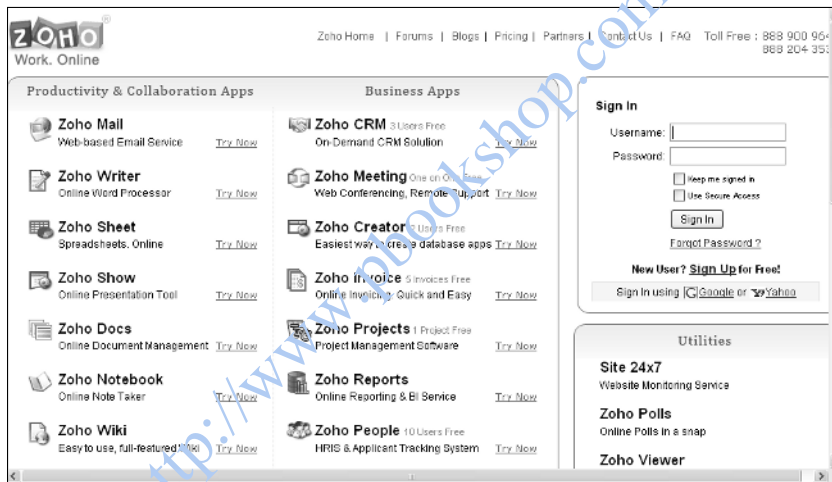 ZOHO®
Work. Online
Zoho Home | Forums | Blogs | Pricing | Partners | Contact Us | FAQ Toll Free : 888 900 964
888 204 353
Productivity & Collaboration Apps
Zoho Mail
Web-based Email Service Try Now
Zoho Writer
Online Word Processor Try Now
Zoho Sheet
Spreadsheets. Online Try Now
Zoho Show
Online Presentation Tool Try Now
Zoho Docs
Online Document Management Try Now
Zoho Notebook
Online Note Taker Try Now
Zoho Wiki
Easy to use, full-featured Wiki Try Now
Business Apps
Zoho CRM 3 Users Free
On-Demand CRM Solution Try Now
Zoho Meeting One on One Free
Web Conferencing, Remote Support Try Now
Zoho Creator 2 Users Free
Easiest way to create database apps Try Now
Zoho Invoice 5 Invoices Free
Online Invoicing. Quick and Easy Try Now
Zoho Projects 1 Project Free
Project Management Software Try Now
Zoho Reports
Online Reporting & BI Service Try Now
Zoho People 10 Users Free
HRIS & Applicant Tracking System Try Now
Sign In
Username:
Password:
Keep me signed in
Use Secure Access
Sign In
Forgot Password ?
New User? Sign Up for Free!
Sign In using G Google or Y! Yahoo
Utilities
Site 24x7
Website Monitoring Service
Zoho Polls
Online Polls in a snap
Zoho Viewer
http://www.pbookshop.com